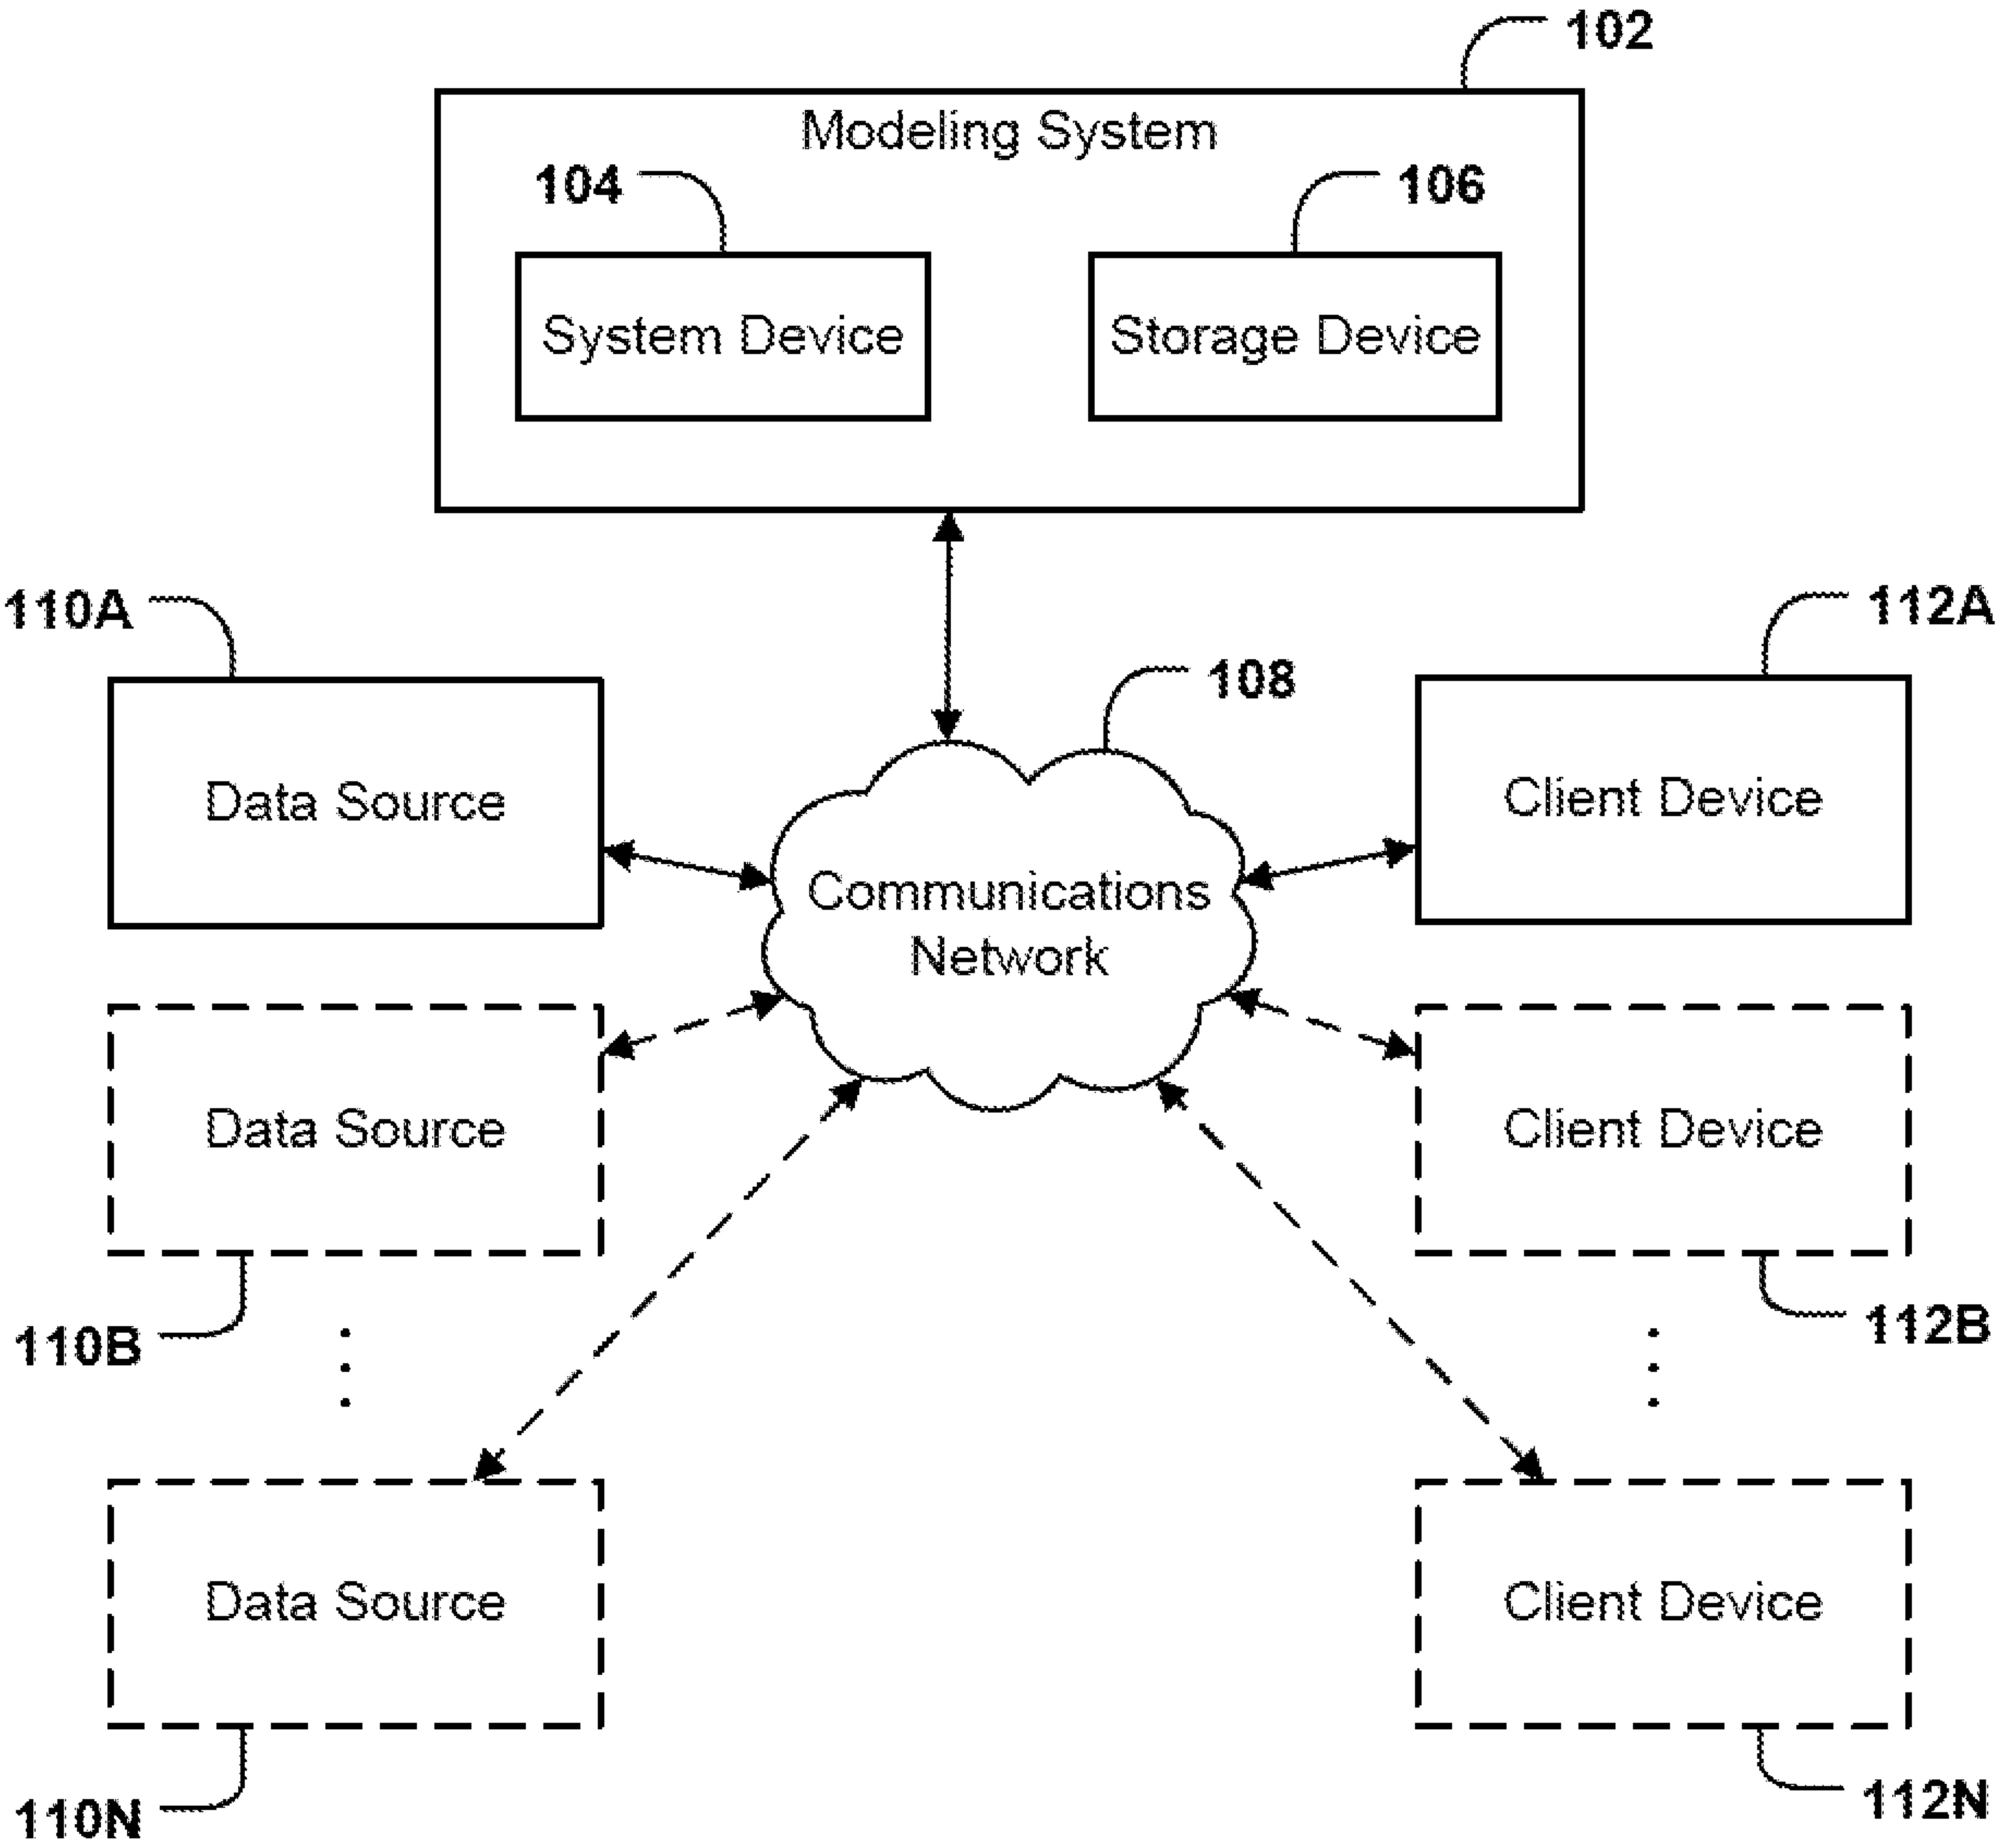 102
Modeling System
104
106
System Device
Storage Device
110A
112A
108
Data Source
Client Device
Communications
Network
Data Source
Client Device
110B
112B
Data Source
Client Device
110N
112N